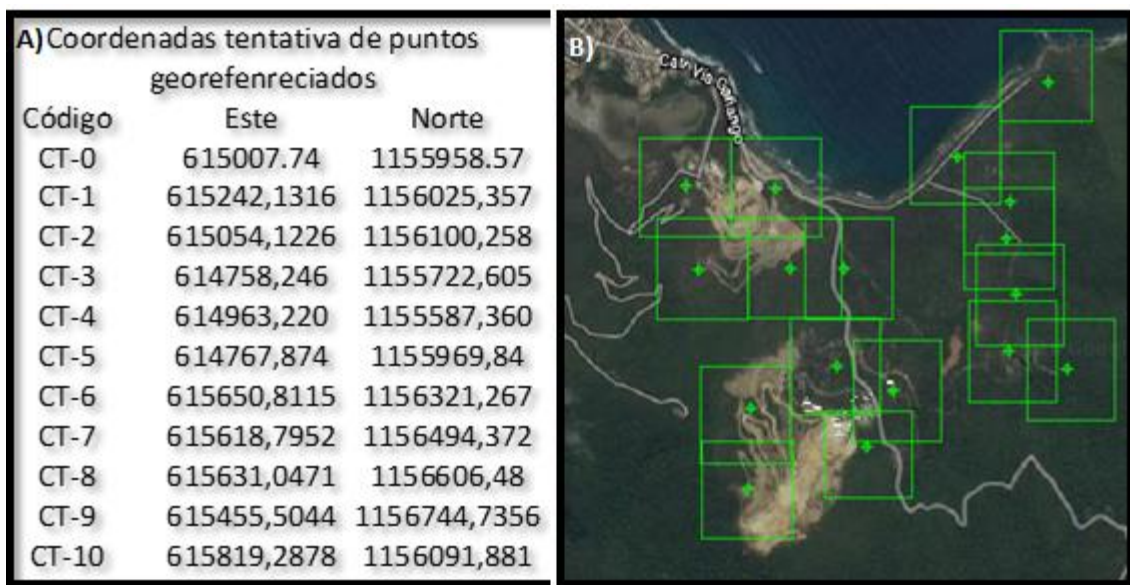 A) Coordenadas tentativa de puntos
georefenreciados
Código Este Norte
CT-0 615007.74 1155958.57
CT-1 615242,1316 1156025,357
CT-2 615054,1226 1156100,258
CT-3 614758,246 1155722,605
CT-4 614963,220 1155587,360
CT-5 614767,874 1155969,84
CT-6 615650,8115 1156321,267
CT-7 615618,7952 1156494,372
CT-8 615631,0471 1156606,48
CT-9 615455,5044 1156744,7356
CT-10 615819,2878 1156091,881
B)
Vía